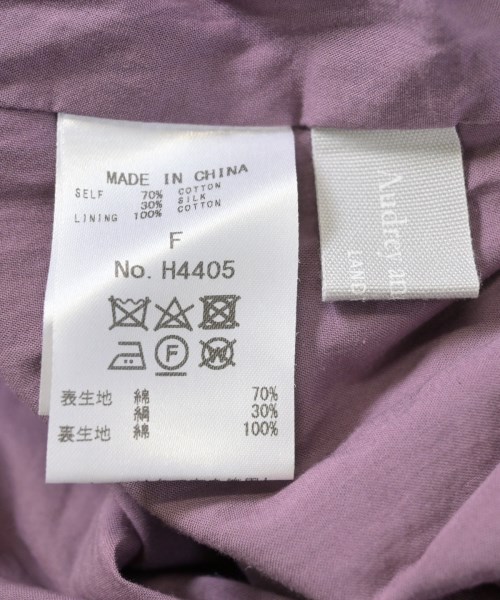 MADE IN CHINA
SELF 70% COTTON
30% SILK
LINING 100% COTTON
F
No. H4405
F
W
表生地 綿 70%
絹 30%
裏生地 綿 100%
Audrey an
LAND